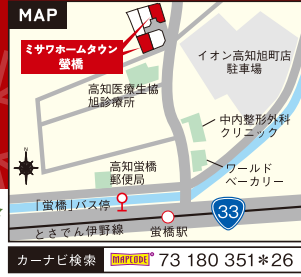 MAP
ミサワホームタウン
螢橋
イオン高知旭町店
駐車場
高知医療生協
旭診療所
中内整形外科
クリニック
高知蛍橋
郵便局
ワールド
ベーカリー
「螢橋」バス停
33
とさでん伊野線
蛍橋駅
N
カーナビ検索 MAPCODE® 73 180 351*26